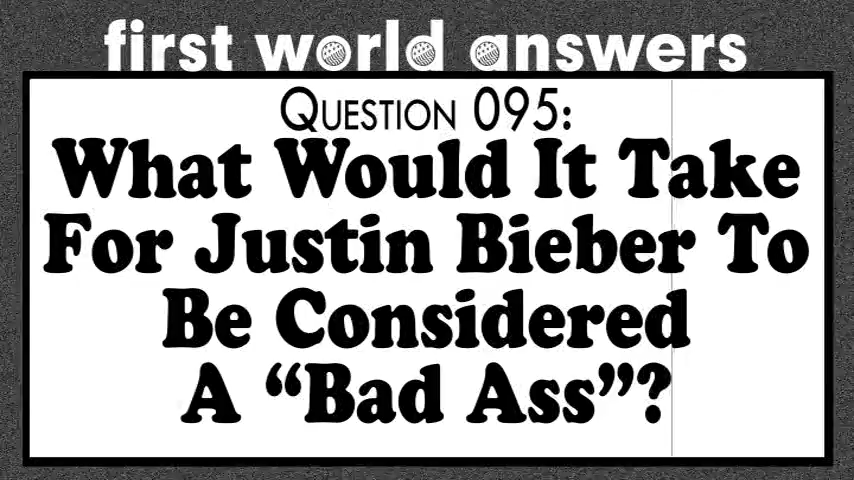 first world answers
Question 095:
What Would It Take
For Justin Bieber To
Be Considered
A “Bad Ass”?